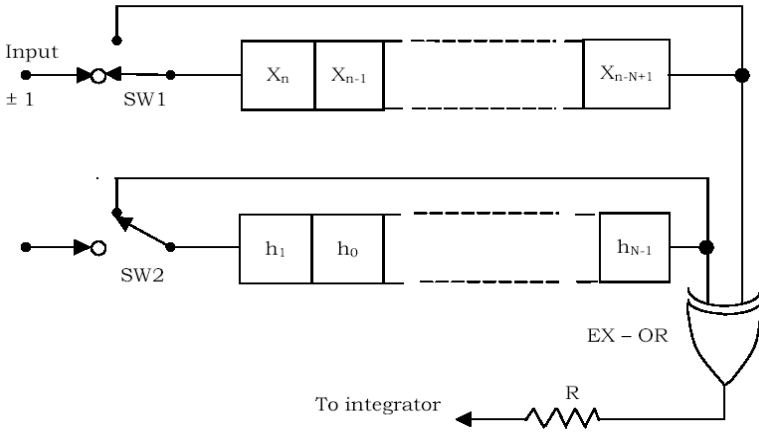 Input
± 1
SW1
Xn Xn-1 Xn-N+1
SW2
h1 h0 hN-1
EX – OR
R
To integrator